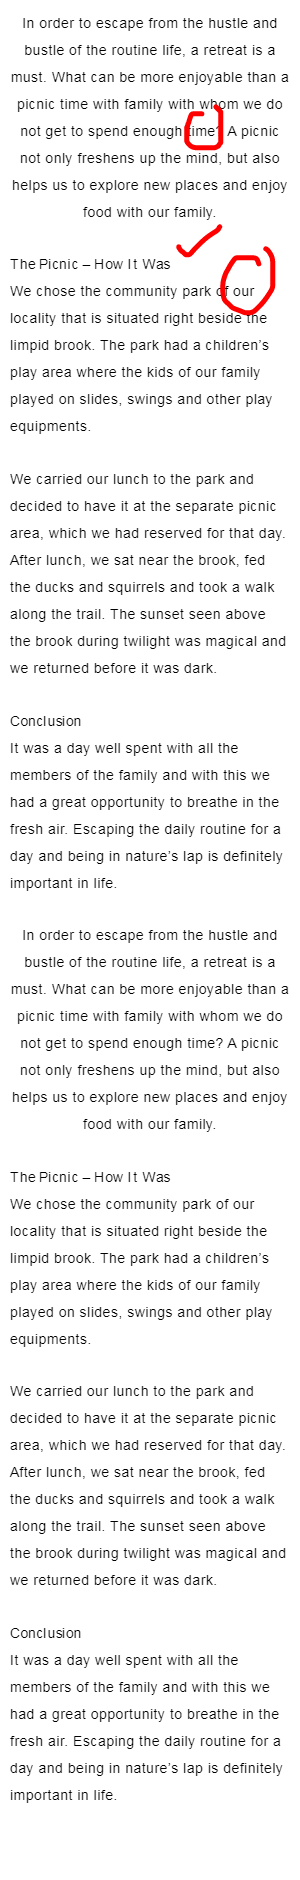 In order to escape from the hustle and
bustle of the routine life, a retreat is a
must. What can be more enjoyable than a
picnic time with family with whom we do
not get to spend enough time? A picnic
not only freshens up the mind, but also
helps us to explore new places and enjoy
food with our family.
The Picnic – How It Was
We chose the community park of our
locality that is situated right beside the
limpid brook. The park had a children’s
play area where the kids of our family
played on slides, swings and other play
equipments.
We carried our lunch to the park and
decided to have it at the separate picnic
area, which we had reserved for that day.
After lunch, we sat near the brook, fed
the ducks and squirrels and took a walk
along the trail. The sunset seen above
the brook during twilight was magical and
we returned before it was dark.
Conclusion
It was a day well spent with all the
members of the family and with this we
had a great opportunity to breathe in the
fresh air. Escaping the daily routine for a
day and being in nature’s lap is definitely
important in life.
In order to escape from the hustle and
bustle of the routine life, a retreat is a
must. What can be more enjoyable than a
picnic time with family with whom we do
not get to spend enough time? A picnic
not only freshens up the mind, but also
helps us to explore new places and enjoy
food with our family.
The Picnic – How It Was
We chose the community park of our
locality that is situated right beside the
limpid brook. The park had a children’s
play area where the kids of our family
played on slides, swings and other play
equipments.
We carried our lunch to the park and
decided to have it at the separate picnic
area, which we had reserved for that day.
After lunch, we sat near the brook, fed
the ducks and squirrels and took a walk
along the trail. The sunset seen above
the brook during twilight was magical and
we returned before it was dark.
Conclusion
It was a day well spent with all the
members of the family and with this we
had a great opportunity to breathe in the
fresh air. Escaping the daily routine for a
day and being in nature’s lap is definitely
important in life.